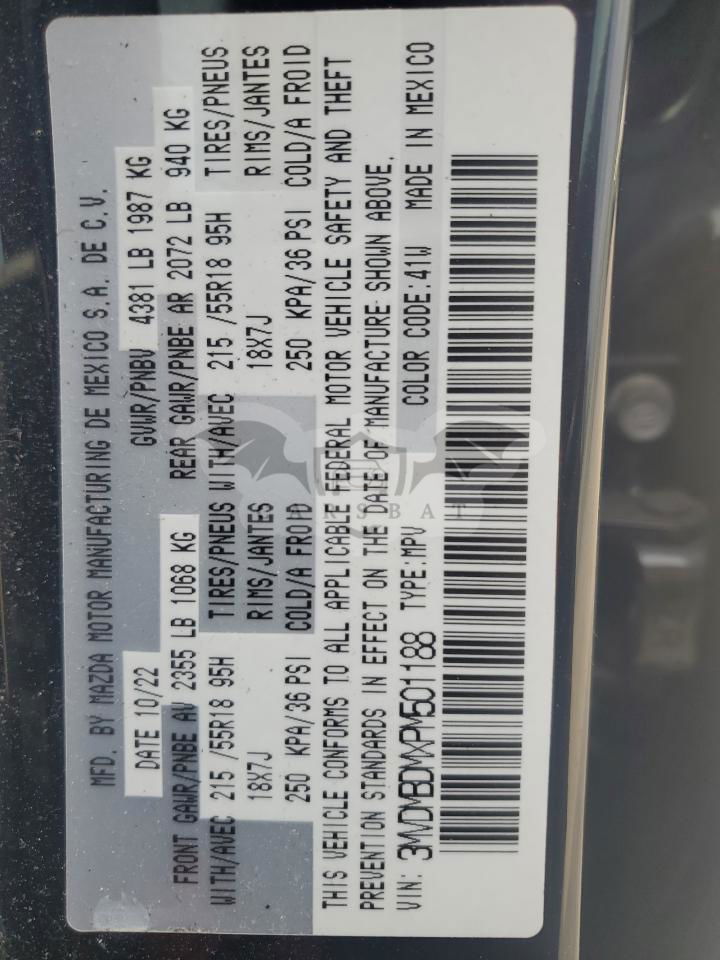 MFD. BY MAZDA MOTOR MANUFACTURING DE MEXICO S.A. DE C.V.
DATE 10/22 GVWR/PNBV 4381 LB 1987 KG
FRONT GAWR/PNBE AV 2355 LB 1068 KG REAR GAWR/PNBE AR 2072 LB 940 KG
WITH/AVEC 215 /55R18 95H TIRES/PNEUS WITH/AVEC 215 /55R18 95H TIRES/PNEUS
18X7J RIMS/JANTES 18X7J RIMS/JANTES
250 KPA/36 PSI COLD/A FROID 250 KPA/36 PSI COLD/A FROID
THIS VEHICLE CONFORMS TO ALL APPLICABLE FEDERAL MOTOR VEHICLE SAFETY AND THEFT
PREVENTION STANDARDS IN EFFECT ON THE DATE OF MANUFACTURE SHOWN ABOVE.
VIN: 3MVDMBDMXPM501188 TYPE:MPV COLOR CODE:41W MADE IN MEXICO
CARSBAT